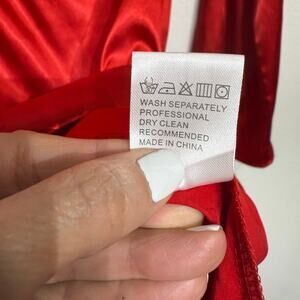 WASH SEPARATELY
PROFESSIONAL
DRY CLEAN
RECOMMENDED
MADE IN CHINA